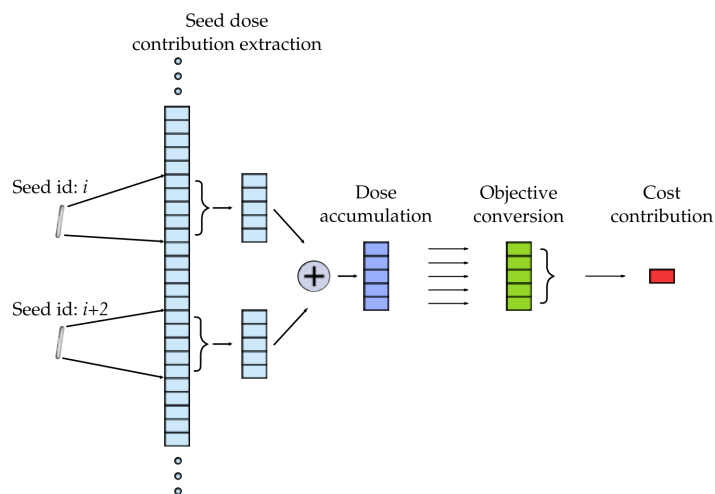 Seed dose
contribution extraction
Seed id: i
Dose
accumulation
Objective
conversion
Cost
contribution
Seed id: i+2